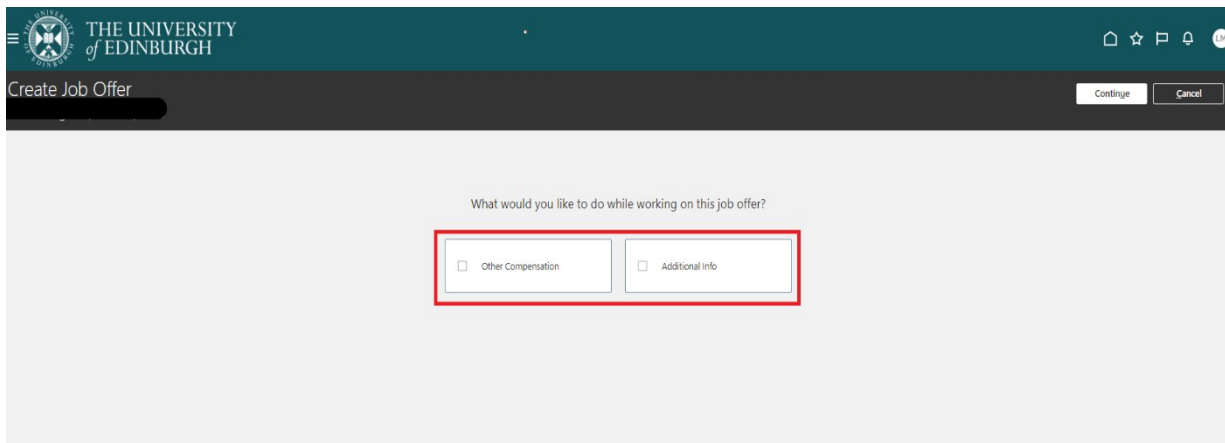 THE UNIVERSITY
of EDINBURGH
LM
Create Job Offer
Continue
Cancel
What would you like to do while working on this job offer?
Other Compensation
Additional Info